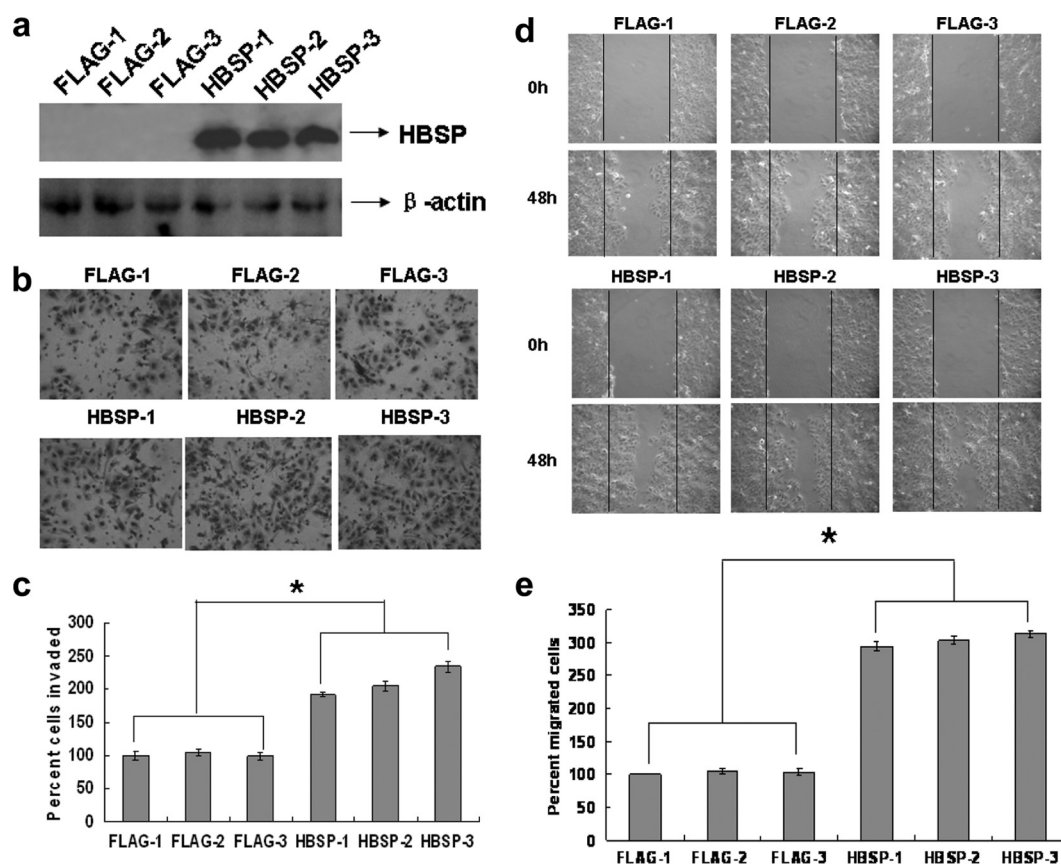 a
FLAG-1 FLAG-2 FLAG-3 HBSP-1 HBSP-2 HBSP-3
HBSP
β-actin
b
FLAG-1 FLAG-2 FLAG-3
HBSP-1 HBSP-2 HBSP-3
c
*
Percent cells invaded
300
250
200
150
100
50
0
FLAG-1 FLAG-2 FLAG-3 HBSP-1 HBSP-2 HBSP-3
d
FLAG-1 FLAG-2 FLAG-3
0h
48h
HBSP-1 HBSP-2 HBSP-3
0h
48h
e
*
Percent migrated cells
350
300
250
200
150
100
50
0
FLAG-1 FLAG-2 FLAG-3 HBSP-1 HBSP-2 HBSP-3